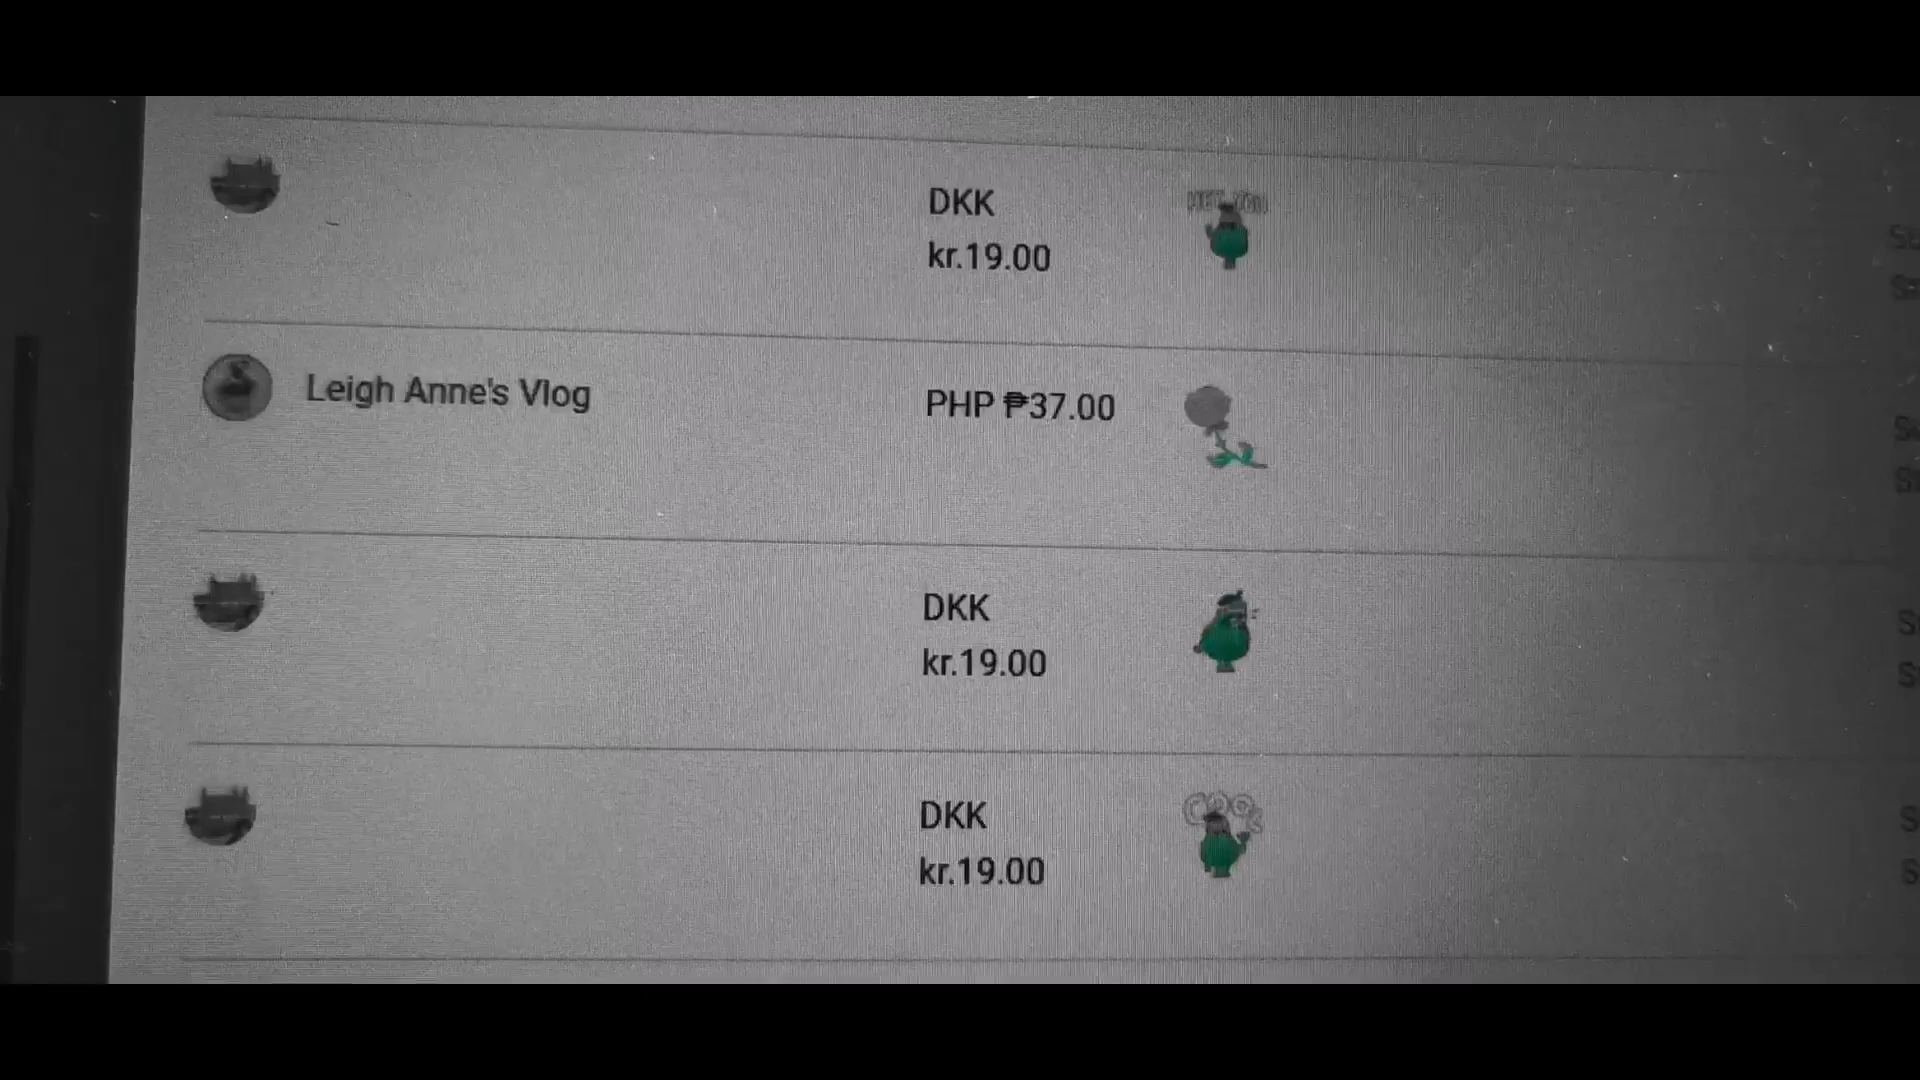 DKK
kr.19.00
Leigh Anne's Vlog
PHP ₱37.00
DKK
kr.19.00
DKK
kr.19.00